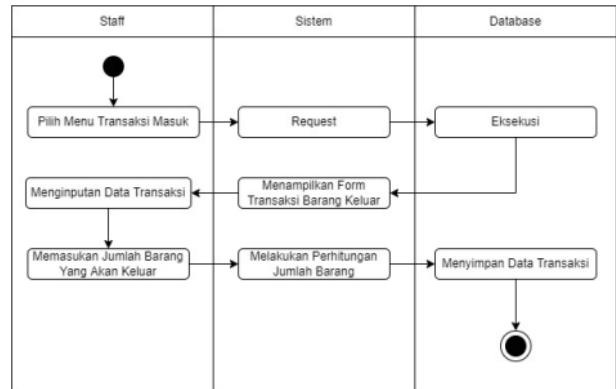 Staff
Sistem
Database
Pilih Menu Transaksi Masuk
Request
Eksekusi
Menginputan Data Transaksi
Menampilkan Form
Transaksi Barang Keluar
Memasukan Jumlah Barang
Yang Akan Keluar
Melakukan Perhitungan
Jumlah Barang
Menyimpan Data Transaksi